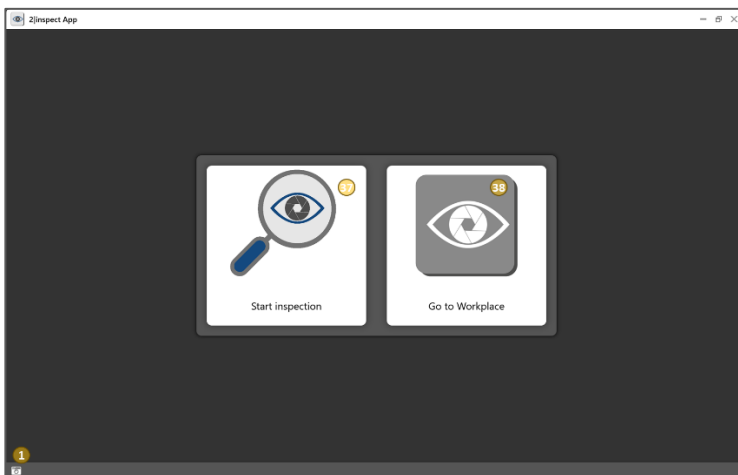 2|inspect App
37
38
Start inspection
Go to Workplace
1